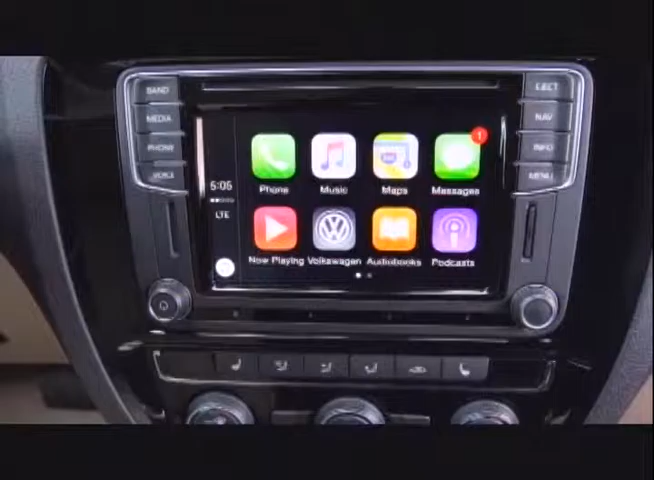 BAND
EJECT
MEDIA
NAV
PHONE
INFO
VOICE
MENU
5:05
LTE
1
Phone
Music
Maps
Messages
Now Playing
Volkswagen
Audiobooks
Podcasts